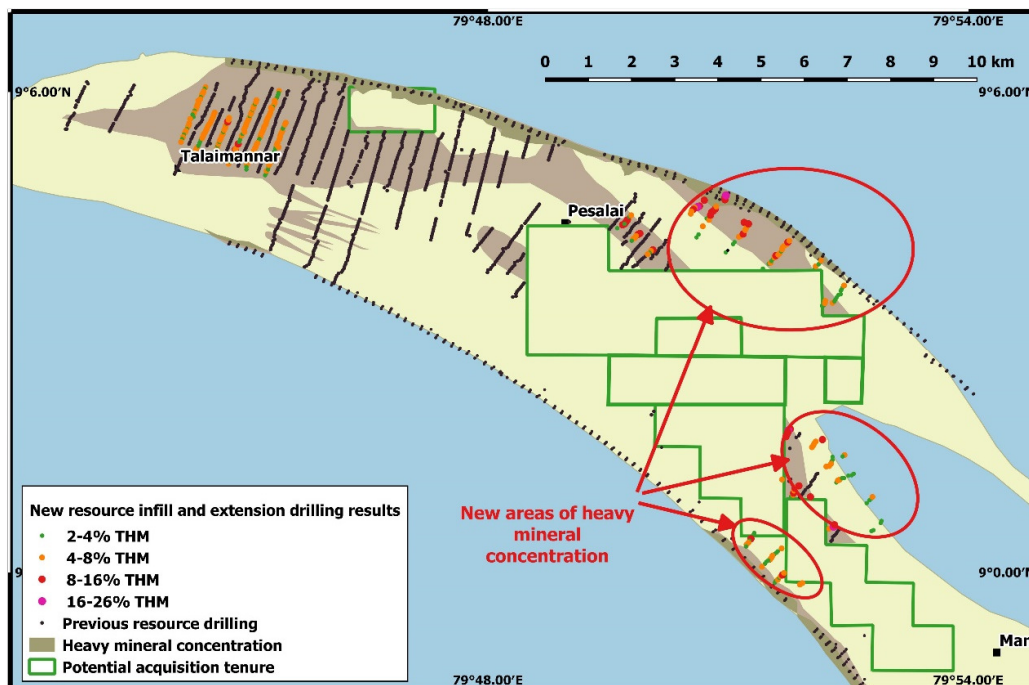 79°48.00′E
79°54.00′E
0 1 2 3 4 5 6 7 8 9 10 km
9°6.00′N
9°6.00′N
Talaimannar
Pesalai
New resource infill and extension drilling results
2-4% THM
4-8% THM
8-16% THM
16-26% THM
Previous resource drilling
Heavy mineral concentration
Potential acquisition tenure
New areas of heavy
mineral
concentration
9°0.00′N
Man
79°48.00′E
79°54.00′E